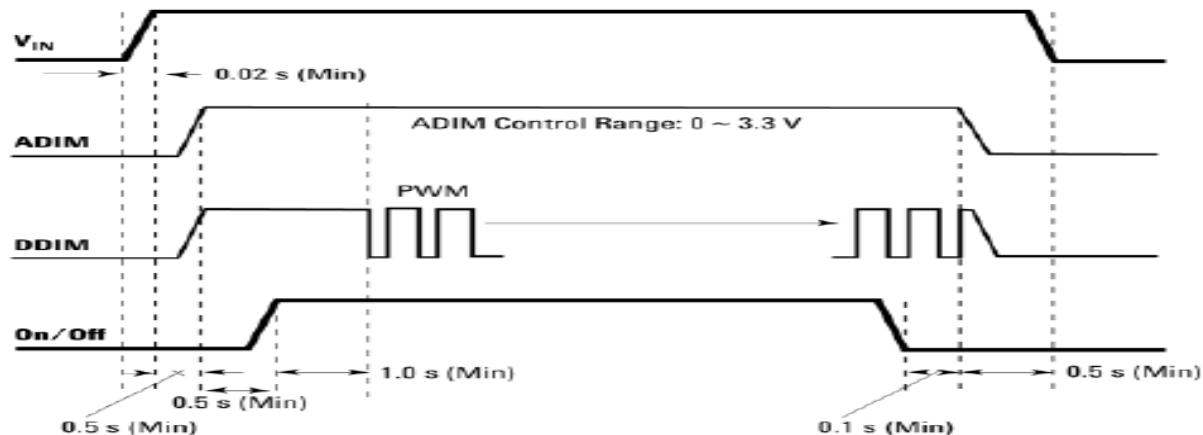 VIN
0.02 s (Min)
ADIM
ADIM Control Range: 0 ~ 3.3 V
PWM
DDIM
On/Off
1.0 s (Min)
0.5 s (Min)
0.5 s (Min)
0.5 s (Min)
0.1 s (Min)